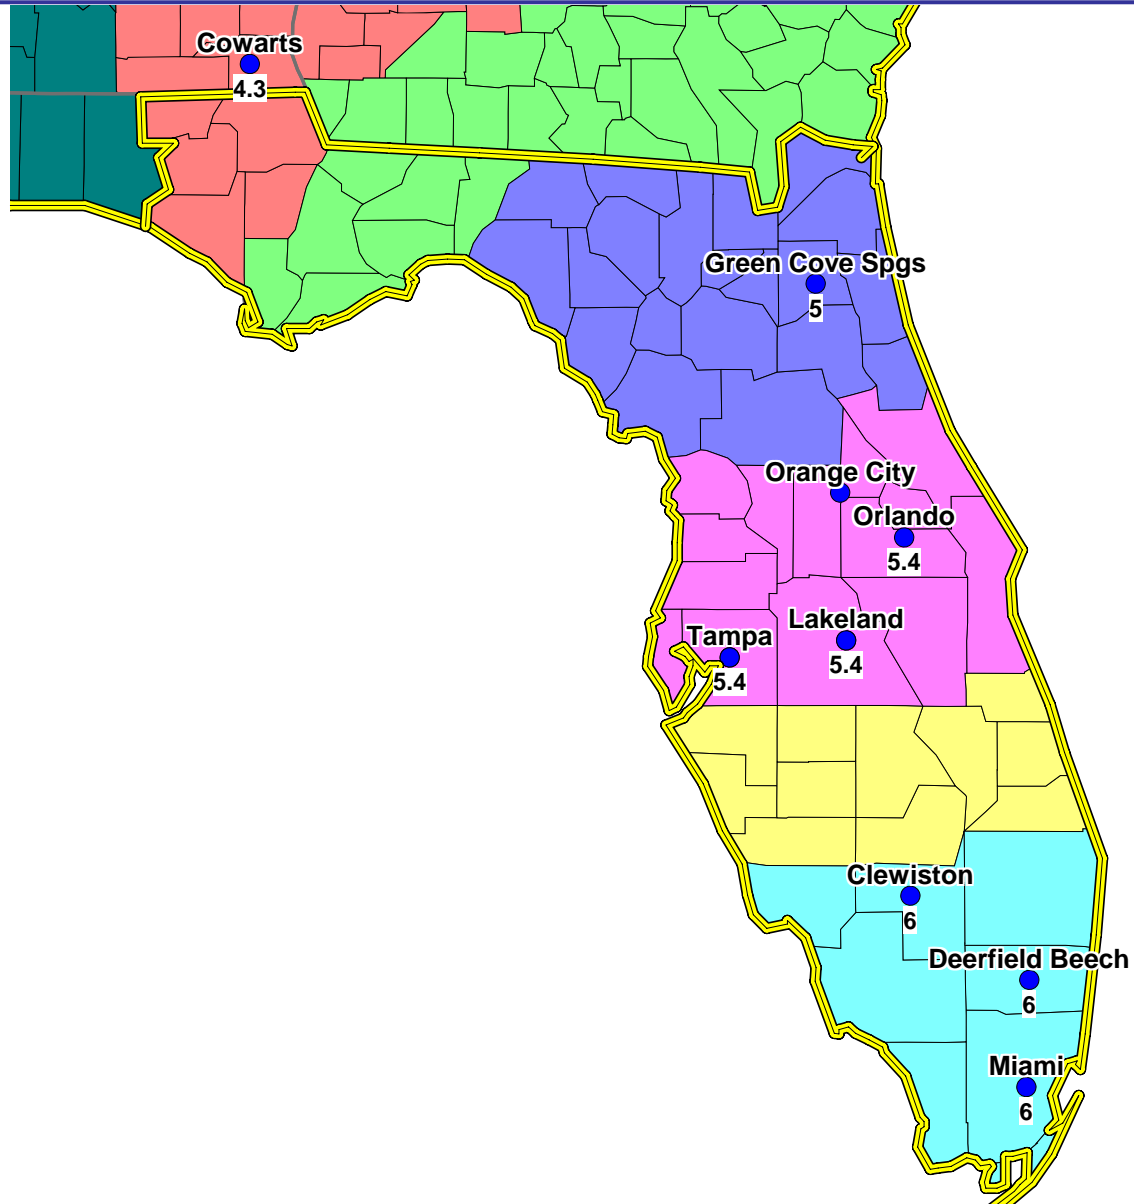 Cowarts
4.3
Green Cove Spgs
5
Orange City
Orlando
5.4
Lakeland
5.4
Tampa
5.4
Clewiston
6
Deerfield Beech
6
Miami
6